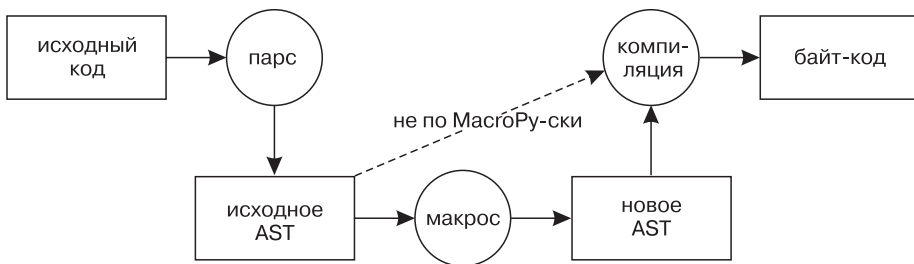 исходный
код
парс
компи-
ляция
байт-код
не по MacroPy-ски
исходное
AST
макрос
новое
AST